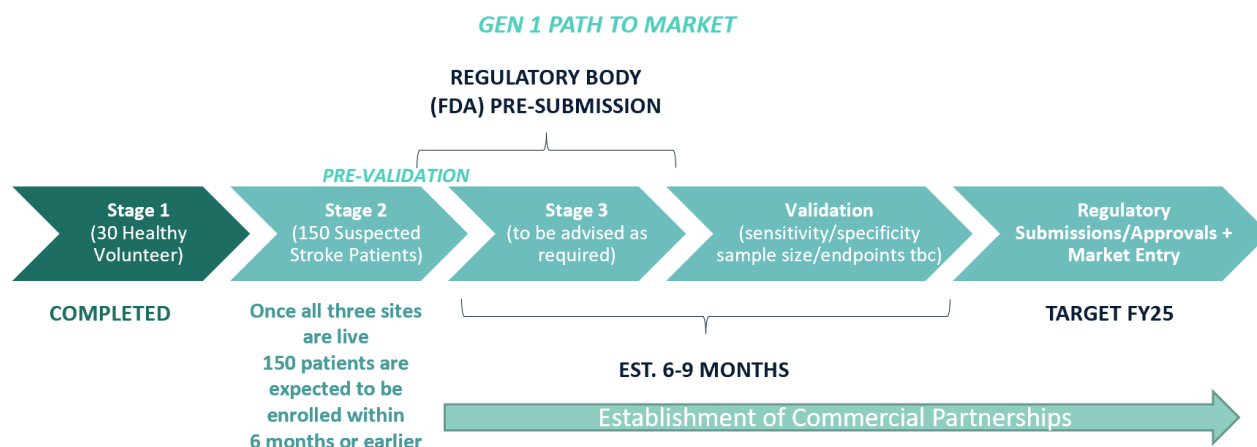 GEN 1 PATH TO MARKET
REGULATORY BODY
(FDA) PRE-SUBMISSION
PRE-VALIDATION
Stage 1
(30 Healthy
Volunteer)
Stage 2
(150 Suspected
Stroke Patients)
Stage 3
(to be advised as
required)
Validation
(sensitivity/specificity
sample size/endpoints tbc)
Regulatory
Submissions/Approvals +
Market Entry
COMPLETED
Once all three sites
are live
150 patients are
expected to be
enrolled within
6 months or earlier
EST. 6-9 MONTHS
TARGET FY25
Establishment of Commercial Partnerships